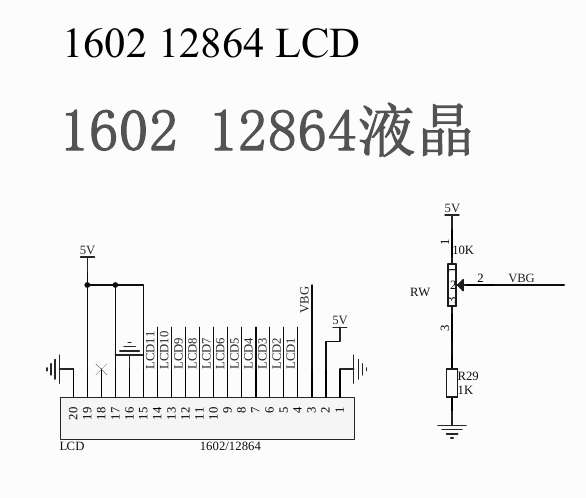 1602 12864 LCD
1602 12864液晶
5V
1
10K
5V
RW
2
2
VBG
1
3
3
VBG
5V
LCD11
LCD10
LCD9
LCD8
LCD7
LCD6
LCD5
LCD4
LCD3
LCD2
LCD1
R29
1K
20
19
18
17
16
15
14
13
12
11
10
9
8
7
6
5
4
3
2
1
LCD
1602/12864